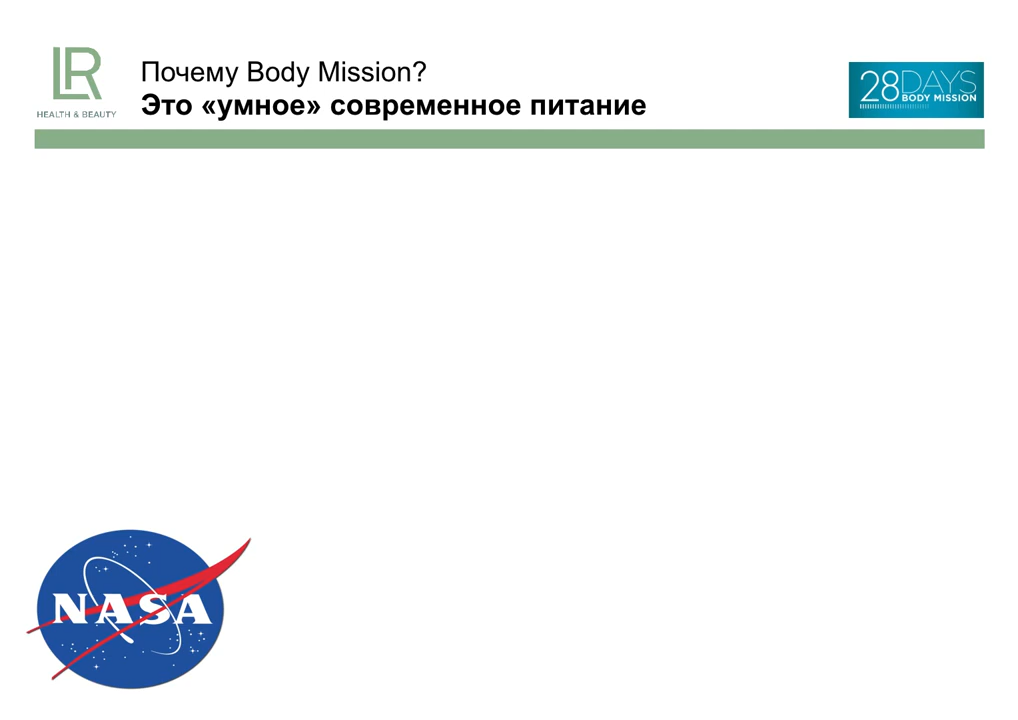 LR
HEALTH & BEAUTY
Почему Body Mission?
Это «умное» современное питание
28DAYS
BODY MISSION
NASA